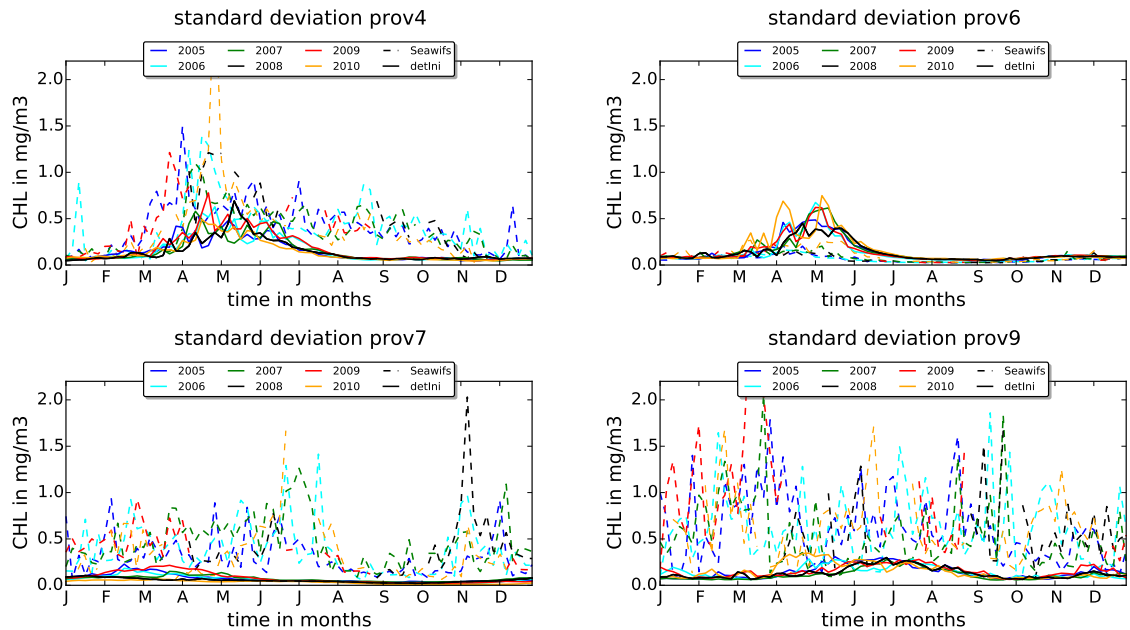 standard deviation prov4
2005 2007 2009 Seawifs
2006 2008 2010 detIni
2.0
1.5
1.0
0.5
0.0
CHL in mg/m3
J F M A M J J A S O N D
time in months
standard deviation prov6
2005 2007 2009 Seawifs
2006 2008 2010 detIni
2.0
1.5
1.0
0.5
0.0
CHL in mg/m3
J F M A M J J A S O N D
time in months
standard deviation prov7
2005 2007 2009 Seawifs
2006 2008 2010 detIni
2.0
1.5
1.0
0.5
0.0
CHL in mg/m3
J F M A M J J A S O N D
time in months
standard deviation prov9
2005 2007 2009 Seawifs
2006 2008 2010 detIni
2.0
1.5
1.0
0.5
0.0
CHL in mg/m3
J F M A M J J A S O N D
time in months